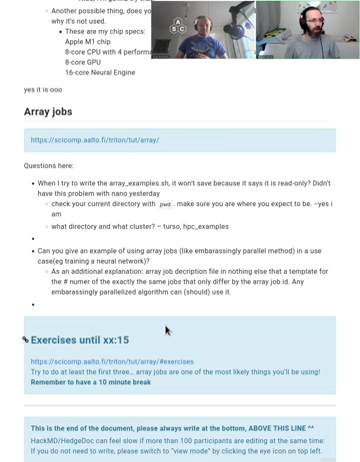 Another possible thing, does yo
why it's not used.
These are my chip specs:
Apple M1 chip
8-core CPU with 4 performa
8-core GPU
16-core Neural Engine
yes it is ooo
Array jobs
https://scicomp.aalto.fi/triton/tut/array/
Questions here:
When I try to write the array_examples.sh, it won't save because it says it is read-only? Didn't
have this problem with nano yesterday
check your current directory with pwd . make sure you are where you expect to be. –yes i
am
what directory and what cluster? – turso, hpc_examples
Can you give an example of using array jobs (like embarassingly parallel method) in a use
case(eg training a neural network)?
As an additional explanation: array job decription file in nothing else that a template for
the # numer of the exactly the same jobs that only differ by the array job id. Any
embarassingly parallelized algorithm can (should) use it.
Exercises until xx:15
https://scicomp.aalto.fi/triton/tut/array/#exercises
Try to do at least the first three... array jobs are one of the most likely things you'll be using!
Remember to have a 10 minute break
This is the end of the document, please always write at the bottom, ABOVE THIS LINE ^^
HackMD/HedgeDoc can feel slow if more than 100 participants are editing at the same time:
If you do not need to write, please switch to "view mode" by clicking the eye icon on top left.